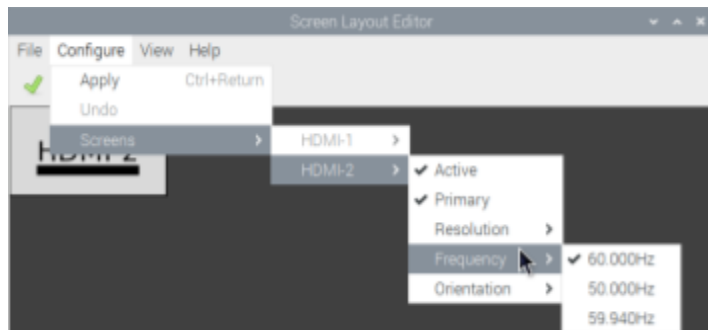 Screen Layout Editor
File Configure View Help
Apply Ctrl+Return
Undo
Screens
HDMI-1
HDMI-2
HDMI-2
Active
Primary
Resolution
Frequency
60.000Hz
Orientation
50.000Hz
59.940Hz